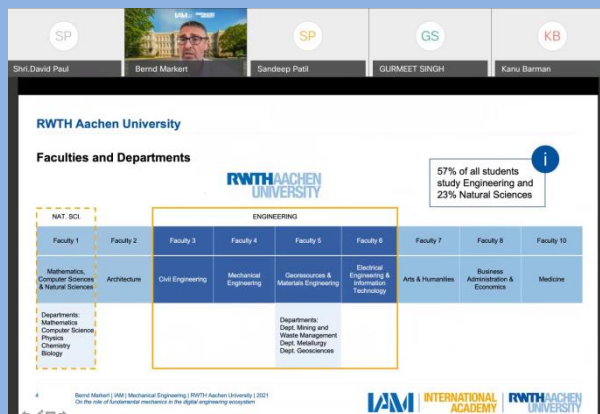 SP
SP
GS
KB
IAM RWTH
Shri.David Paul
Bernd Markert
Sandeep Patil
GURMEET SINGH
Kanu Barman
RWTH Aachen University
Faculties and Departments
RWTHAACHEN
UNIVERSITY
i
57% of all students
study Engineering and
23% Natural Sciences
NAT. SCI.
ENGINEERING
Faculty 1
Faculty 2
Faculty 3
Faculty 4
Faculty 5
Faculty 6
Faculty 7
Faculty 8
Faculty 10
Mathematics,
Computer Sciences
& Natural Sciences
Architecture
Civil Engineering
Mechanical
Engineering
Georesources &
Materials Engineering
Electrical
Engineering &
Information
Technology
Arts & Humanities
Business
Administration &
Economics
Medicine
Departments:
Mathematics
Computer Science
Physics
Chemistry
Biology
Departments:
Dept. Mining and
Waste Management
Dept. Metallurgy
Dept. Geosciences
4
Bernd Markert | IAM | Mechanical Engineering | RWTH Aachen University | 2021
On the role of fundamental mechanics in the digital engineering ecosystem
IAM
INTERNATIONAL
ACADEMY
RWTHAACHEN
UNIVERSITY